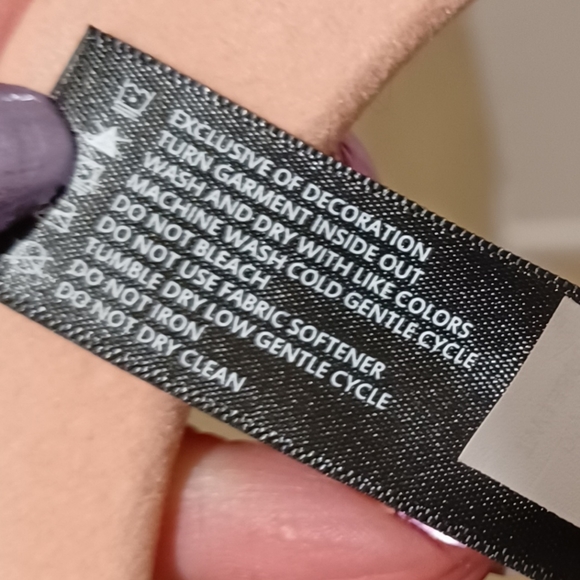 EXCLUSIVE OF DECORATION
TURN GARMENT INSIDE OUT
WASH AND DRY WITH LIKE COLORS
MACHINE WASH COLD GENTLE CYCLE
DO NOT BLEACH
DO NOT USE FABRIC SOFTENER
TUMBLE DRY LOW GENTLE CYCLE
DO NOT IRON
DO NOT DRY CLEAN